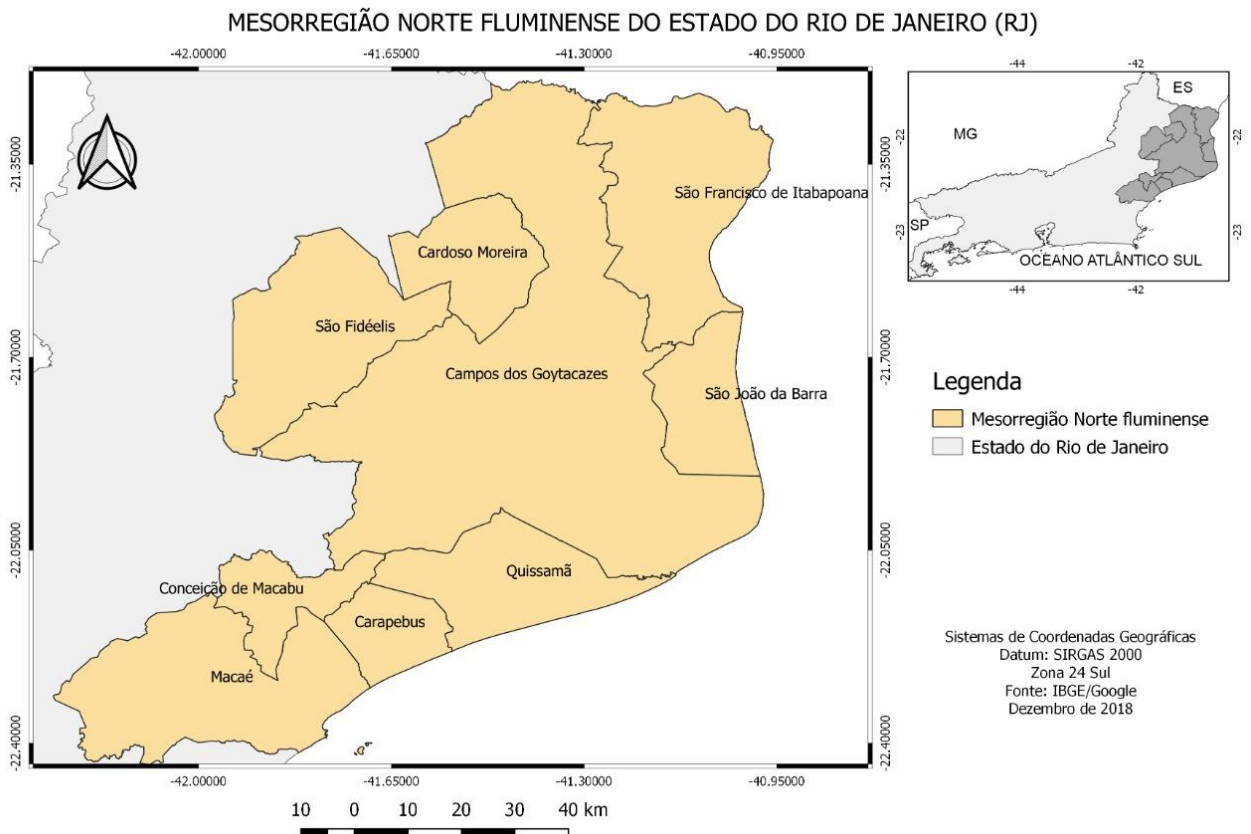 MESORREGIÃO NORTE FLUMINENSE DO ESTADO DO RIO DE JANEIRO (RJ)
-42.00000
-41.65000
-41.30000
-40.95000
-21.35000
-21.70000
-22.05000
-22.40000
São Francisco de Itabapoana
Cardoso Moreira
São Fidéelis
Campos dos Goytacazes
São João da Barra
Conceição de Macabu
Quissamã
Carapebus
Macaé
-21.35000
-21.70000
-22.05000
-22.40000
-42.00000
-41.65000
-41.30000
-40.95000
10 0 10 20 30 40 km
-44
-42
ES
MG
-22
-22
SP
-23
-23
OCEANO ATLÂNTICO SUL
-44
-42
Legenda
Mesorregião Norte fluminense
Estado do Rio de Janeiro
Sistemas de Coordenadas Geográficas
Datum: SIRGAS 2000
Zona 24 Sul
Fonte: IBGE/Google
Dezembro de 2018